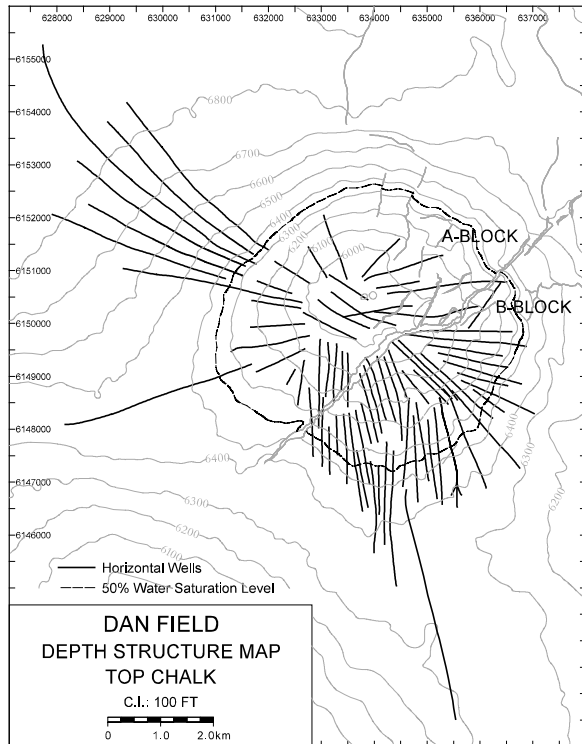 628000 629000 630000 631000 632000 633000 634000 635000 636000 637000
6155000
6154000
6153000
6152000
6151000
6150000
6149000
6148000
6147000
6146000
6800
6700
6600
6500
6400
6300
6200
6100
6000
A-BLOCK
B-BLOCK
6400
6300
6200
6400
6300
6200
6100
Horizontal Wells
50% Water Saturation Level
DAN FIELD
DEPTH STRUCTURE MAP
TOP CHALK
C.I.: 100 FT
0 1.0 2.0km